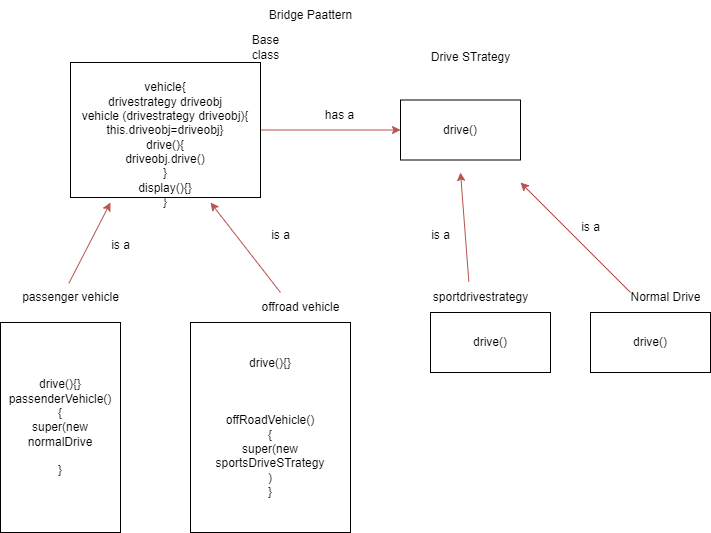 Bridge Paattern
Base
class
vehicle{
drivestrategy driveobj
vehicle (drivestrategy driveobj){
this.driveobj=driveobj}
drive(){
driveobj.drive()
}
display(){}
}
has a
Drive STrategy
drive()
is a
is a
is a
is a
passenger vehicle
drive(){}
passenderVehicle()
{
super(new
normalDrive
}
offroad vehicle
drive(){}
offRoadVehicle()
{
super(new
sportsDriveSTrategy
)
}
sportdrivestrategy
drive()
Normal Drive
drive()